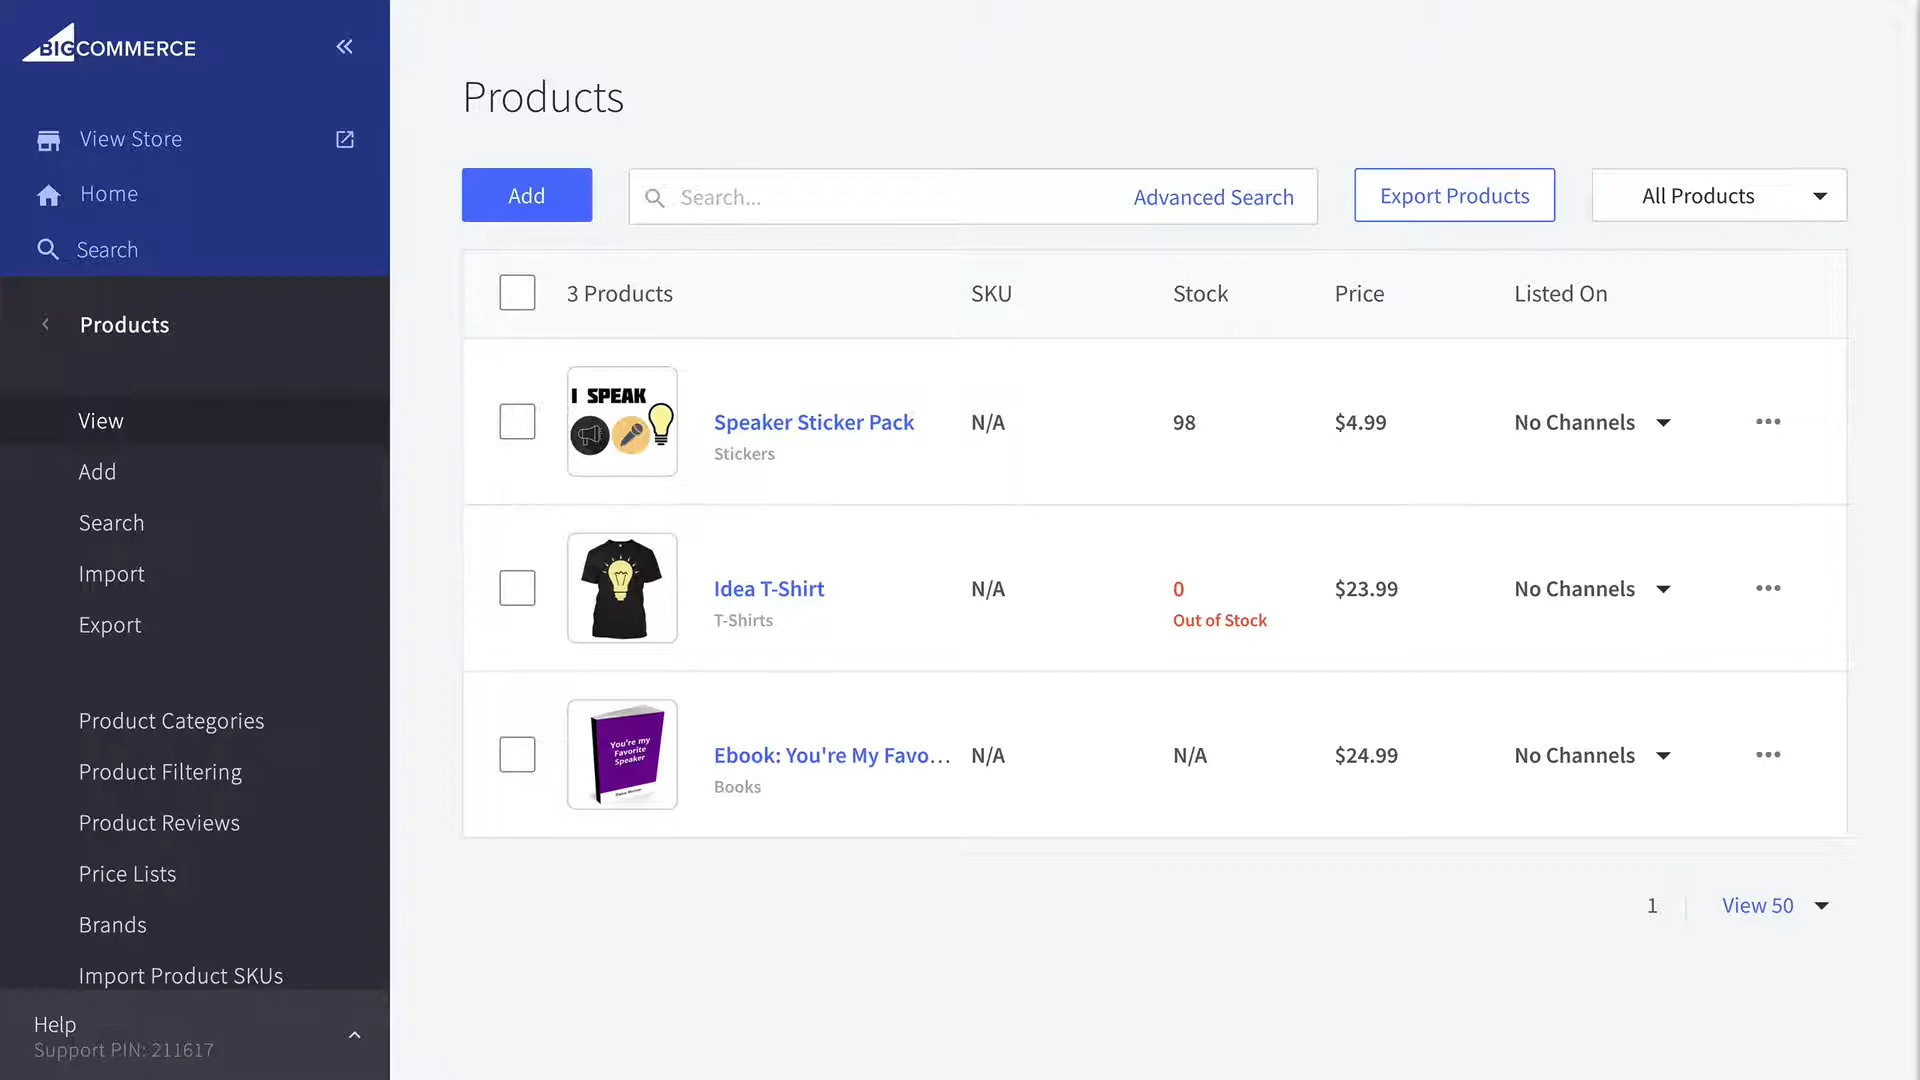 BIGCOMMERCE
View Store
Home
Search
Products
View
Add
Search
Import
Export
Product Categories
Product Filtering
Product Reviews
Price Lists
Brands
Import Product SKUs
Help
Support PIN: 211617
Products
Add
Search...
Advanced Search
Export Products
All Products
3 Products SKU Stock Price Listed On
I SPEAK
Speaker Sticker Pack N/A 98 $4.99 No Channels
Stickers
Idea T-Shirt N/A 0 $23.99 No Channels
T-Shirts Out of Stock
You're my
Favorite
Speaker
Ebook: You're My Favo... N/A N/A $24.99 No Channels
Books
1 View 50